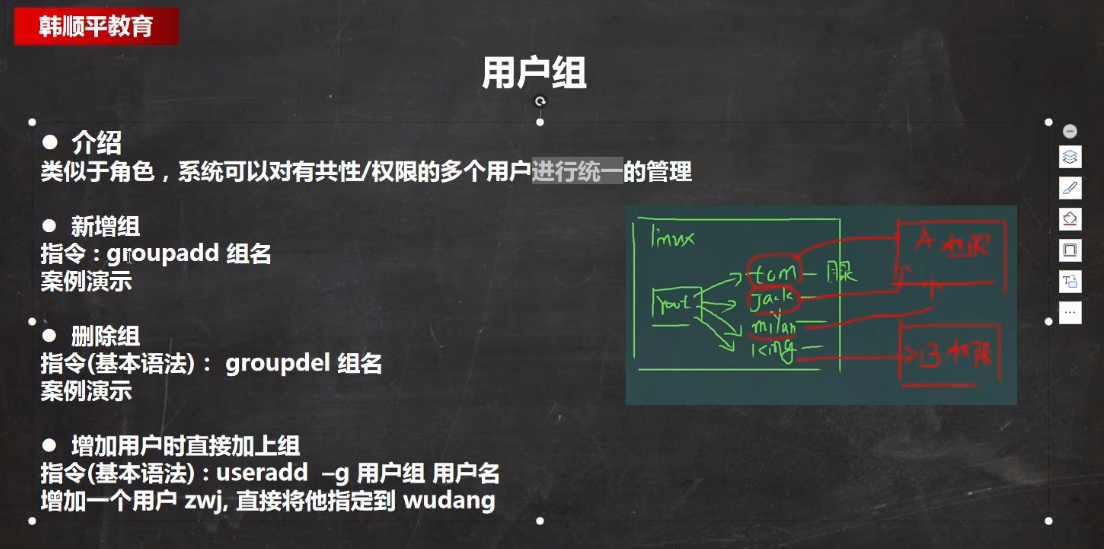 韩顺平教育
用户组
● 介绍
类似于角色，系统可以对有共性/权限的多个用户进行统一的管理
● 新增组
指令 : groupadd 组名
案例演示
● 删除组
指令(基本语法)： groupdel 组名
案例演示
● 增加用户时直接加上组
指令(基本语法) : useradd –g 用户组 用户名
增加一个用户 zwj, 直接将他指定到 wudang
linux
root
tom
jack
milan
king
A 权限
B 权限